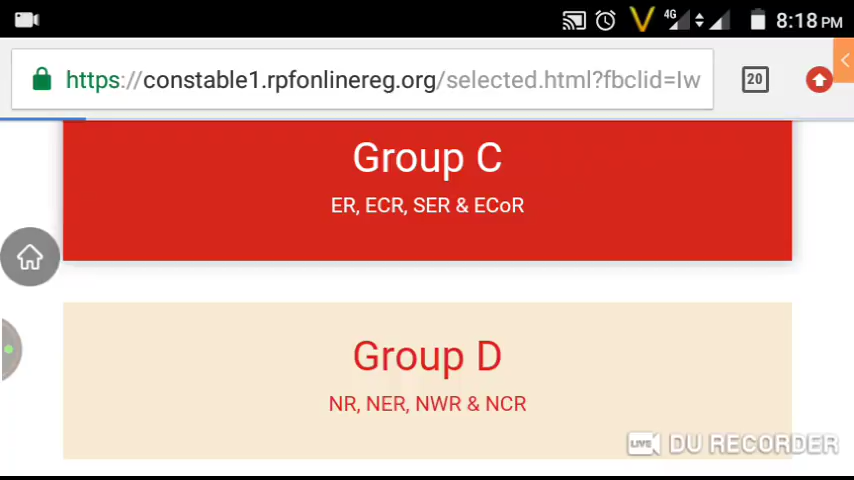 4G
8:18 PM
https://constable1.rpfonlinereg.org/selected.html?fbclid=Iw
20
Group C
ER, ECR, SER & ECoR
Group D
NR, NER, NWR & NCR
LIVE DU RECORDER